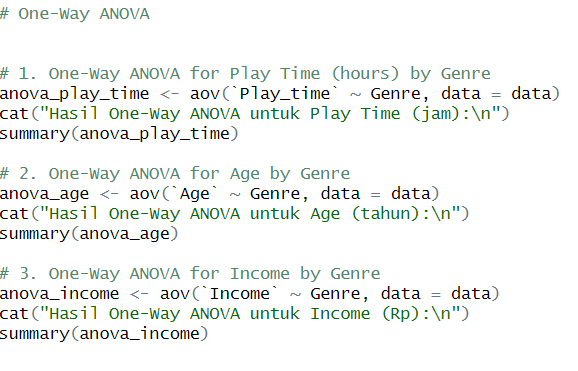 # One-Way ANOVA
# 1. One-Way ANOVA for Play Time (hours) by Genre
anova_play_time <- aov(`Play_time` ~ Genre, data = data)
cat("Hasil One-Way ANOVA untuk Play Time (jam):\n")
summary(anova_play_time)
# 2. One-Way ANOVA for Age by Genre
anova_age <- aov(`Age` ~ Genre, data = data)
cat("Hasil One-Way ANOVA untuk Age (tahun):\n")
summary(anova_age)
# 3. One-Way ANOVA for Income by Genre
anova_income <- aov(`Income` ~ Genre, data = data)
cat("Hasil One-Way ANOVA untuk Income (Rp):\n")
summary(anova_income)